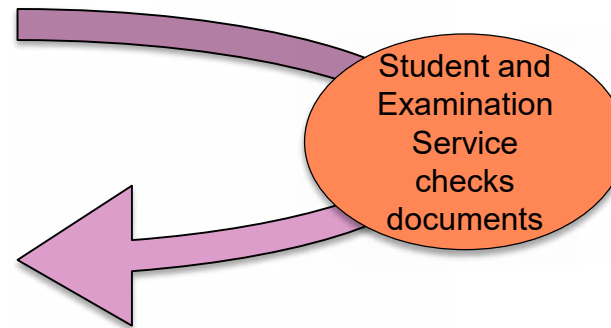 Student and
Examination
Service
checks
documents